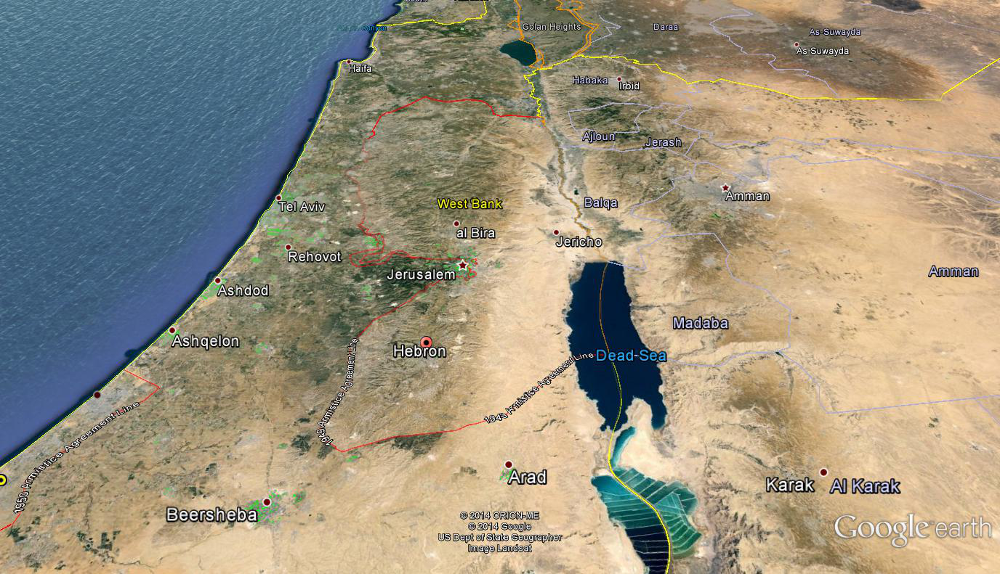 Golan Heights
Daraa
As-Suwayda
As Suwayda
Haifa
Habaka
Irbid
Ajloun
Jerash
Tel Aviv
West Bank
Balqa
Amman
al Bira
Jericho
Rehovot
Jerusalem
Amman
Ashdod
Madaba
Ashqelon
Hebron
Dead Sea
1949 Armistice Agreement Line
Armistice Agreement Line
1950 Armistice Agreement Line
Arad
Karak
Al Karak
Beersheba
© 2014 ORION-ME
© 2014 Google
US Dept of State Geographer
Image Landsat
Google earth